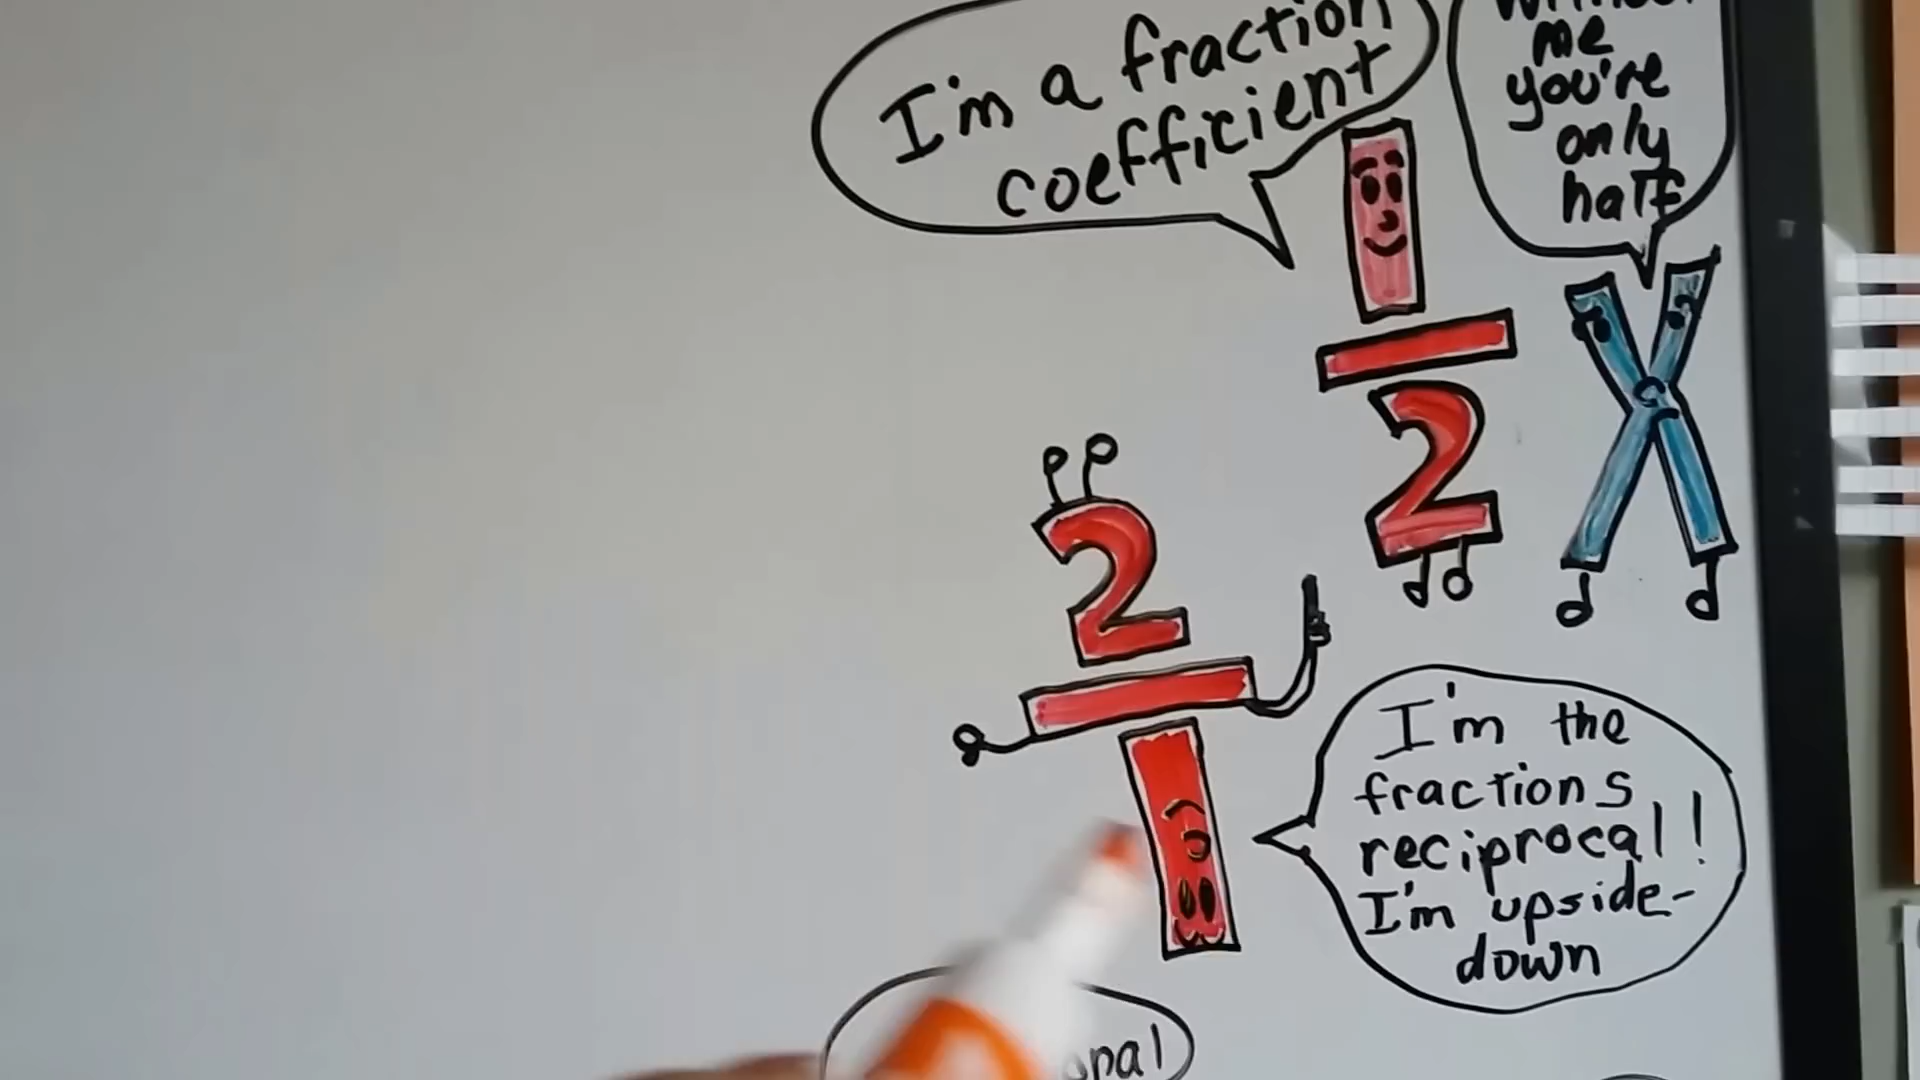 I'm a fraction
coefficient
me
you're
only
half
1
2
X
2
1
I'm the
fractions
reciprocal!
I'm upside-
down